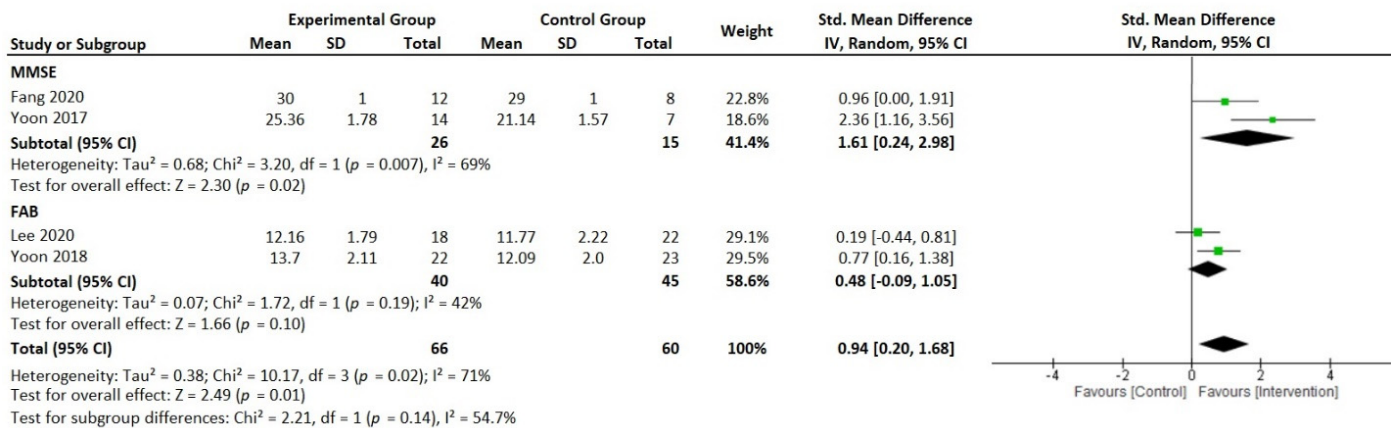 Experimental Group Control Group Weight Std. Mean Difference Std. Mean Difference
Study or Subgroup Mean SD Total Mean SD Total IV, Random, 95% CI IV, Random, 95% CI
MMSE
Fang 2020 30 1 12 29 1 8 22.8% 0.96 [0.00, 1.91]
Yoon 2017 25.36 1.78 14 21.14 1.57 7 18.6% 2.36 [1.16, 3.56]
Subtotal (95% CI) 26 15 41.4% 1.61 [0.24, 2.98]
Heterogeneity: Tau² = 0.68; Chi² = 3.20, df = 1 (p = 0.007), I² = 69%
Test for overall effect: Z = 2.30 (p = 0.02)
FAB
Lee 2020 12.16 1.79 18 11.77 2.22 22 29.1% 0.19 [-0.44, 0.81]
Yoon 2018 13.7 2.11 22 12.09 2.0 23 29.5% 0.77 [0.16, 1.38]
Subtotal (95% CI) 40 45 58.6% 0.48 [-0.09, 1.05]
Heterogeneity: Tau² = 0.07; Chi² = 1.72, df = 1 (p = 0.19); I² = 42%
Test for overall effect: Z = 1.66 (p = 0.10)
Total (95% CI) 66 60 100% 0.94 [0.20, 1.68]
Heterogeneity: Tau² = 0.38; Chi² = 10.17, df = 3 (p = 0.02); I² = 71%
Test for overall effect: Z = 2.49 (p = 0.01)
Test for subgroup differences: Chi² = 2.21, df = 1 (p = 0.14), I² = 54.7%
-4 -2 0 2 4
Favours [Control] Favours [Intervention]